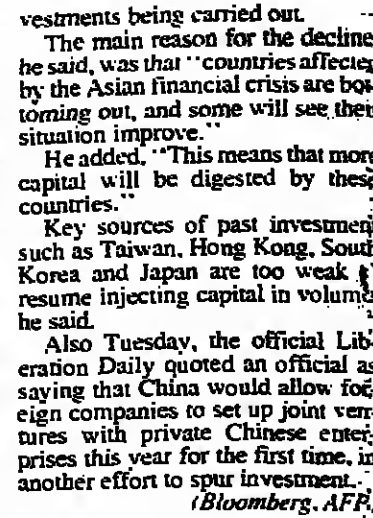 vestments being carried out.
The main reason for the decline
he said, was that "countries affected
by the Asian financial crisis are bot-
toming out, and some will see their
situation improve."
He added, "This means that more
capital will be digested by these
countries."
Key sources of past investment
such as Taiwan, Hong Kong, South
Korea and Japan are too weak
resume injecting capital in volume
he said.
Also Tuesday, the official Lib-
eration Daily quoted an official as
saying that China would allow for-
eign companies to set up joint ven-
tures with private Chinese enter-
prises this year for the first time, in
another effort to spur investment.
(Bloomberg, AFP,